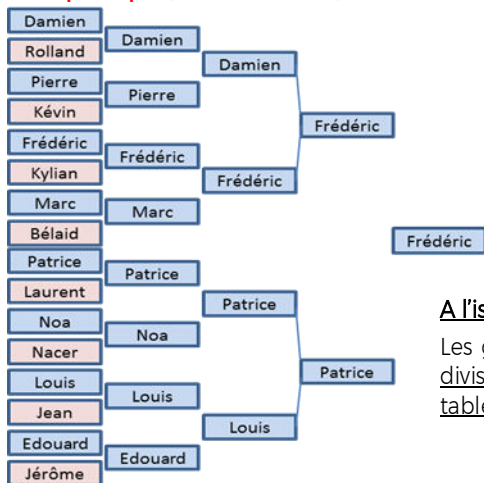 Damien
Rolland
Pierre
Kévin
Frédéric
Kylian
Marc
Bélaid
Patrice
Laurent
Noa
Nacer
Louis
Jean
Edouard
Jérôme
Damien
Pierre
Frédéric
Marc
Patrice
Noa
Louis
Edouard
Damien
Frédéric
Patrice
Louis
Frédéric
Patrice
Frédéric
A l’is
Les
divis
table